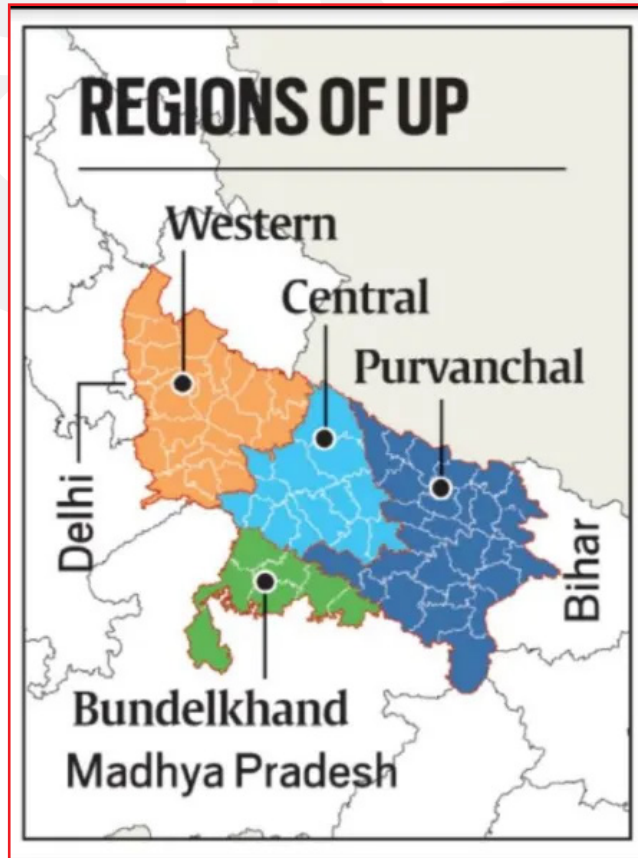 REGIONS OF UP
Western
Central
Purvanchal
Delhi
Bihar
Bundelkhand
Madhya Pradesh